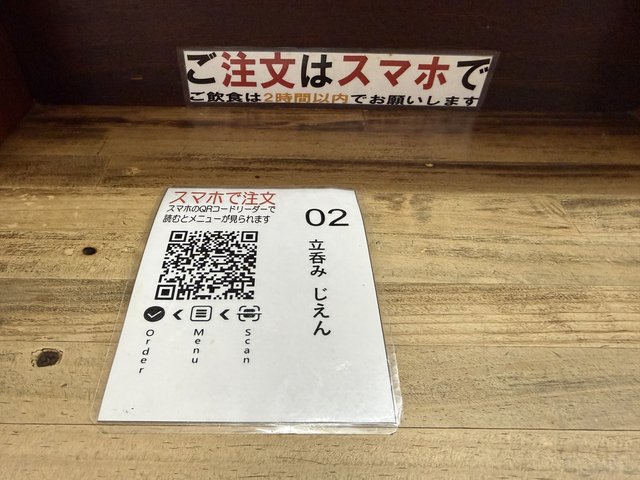 ご注文はスマホで
ご飲食は2時間以内でお願いします
スマホで注文
スマホのQRコードリーダーで
読むとメニューが見られます
02
立呑み じえん
Scan
Menu
Order